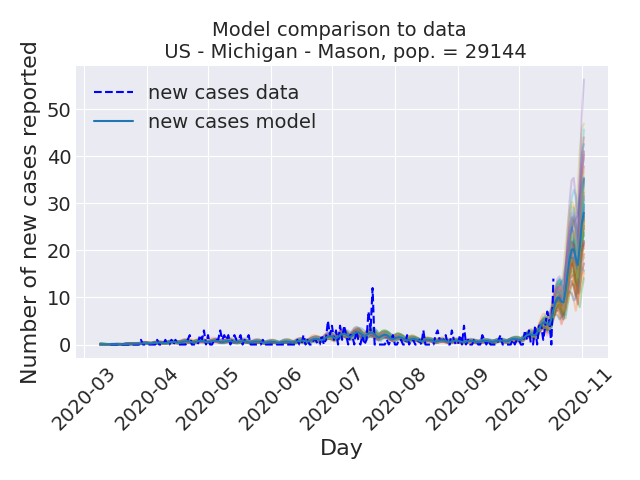 Model comparison to data
US - Michigan - Mason, pop. = 29144
new cases data
new cases model
Number of new cases reported
50
40
30
20
10
0
2020-03
2020-04
2020-05
2020-06
2020-07
2020-08
2020-09
2020-10
2020-11
Day